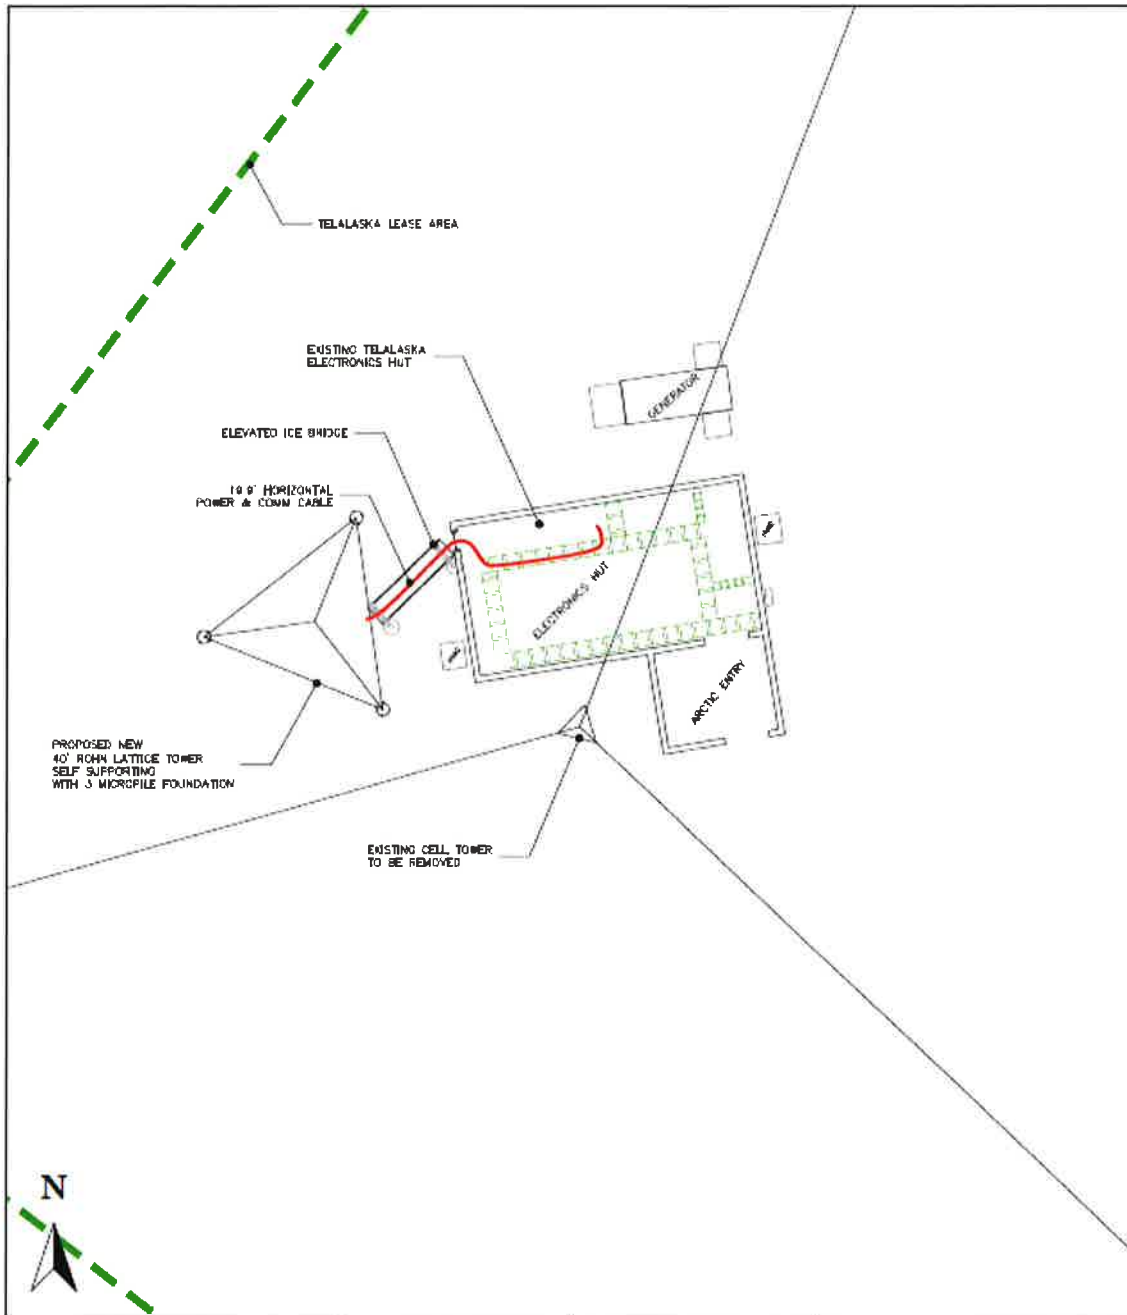 TELALASKA LEASE AREA
EXISTING TELALASKA
ELECTRONICS HUT
GENERATOR
ELEVATED ICE BRIDGE
HORIZONTAL
POWER & COMM CABLE
ELECTRONICS HUT
ARCTIC ENTRY
PROPOSED NEW
40' ROHN LATTICE TOWER
SELF SUPPORTING
WITH 3 MICROPILE FOUNDATION
EXISTING CELL TOWER
TO BE REMOVED
N